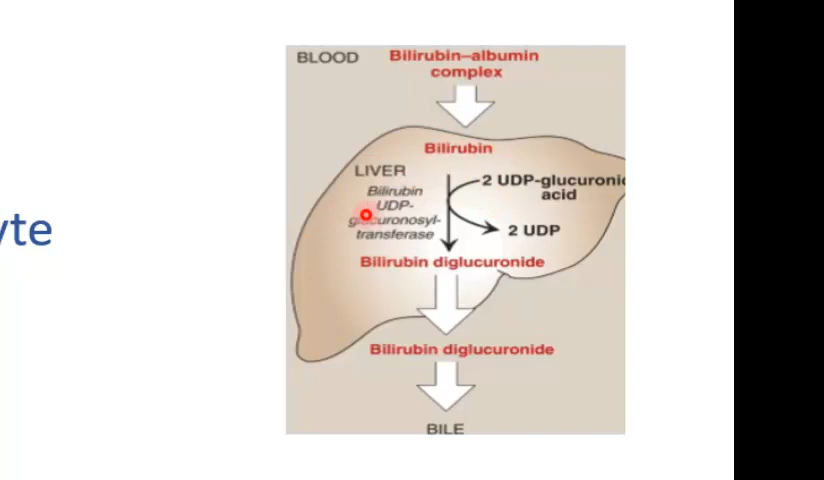 BLOOD
Bilirubin–albumin
complex
Bilirubin
LIVER
2 UDP-glucuronic
acid
Bilirubin
UDP-
glucuronosyl-
transferase
2 UDP
Bilirubin diglucuronide
Bilirubin diglucuronide
BILE
yte